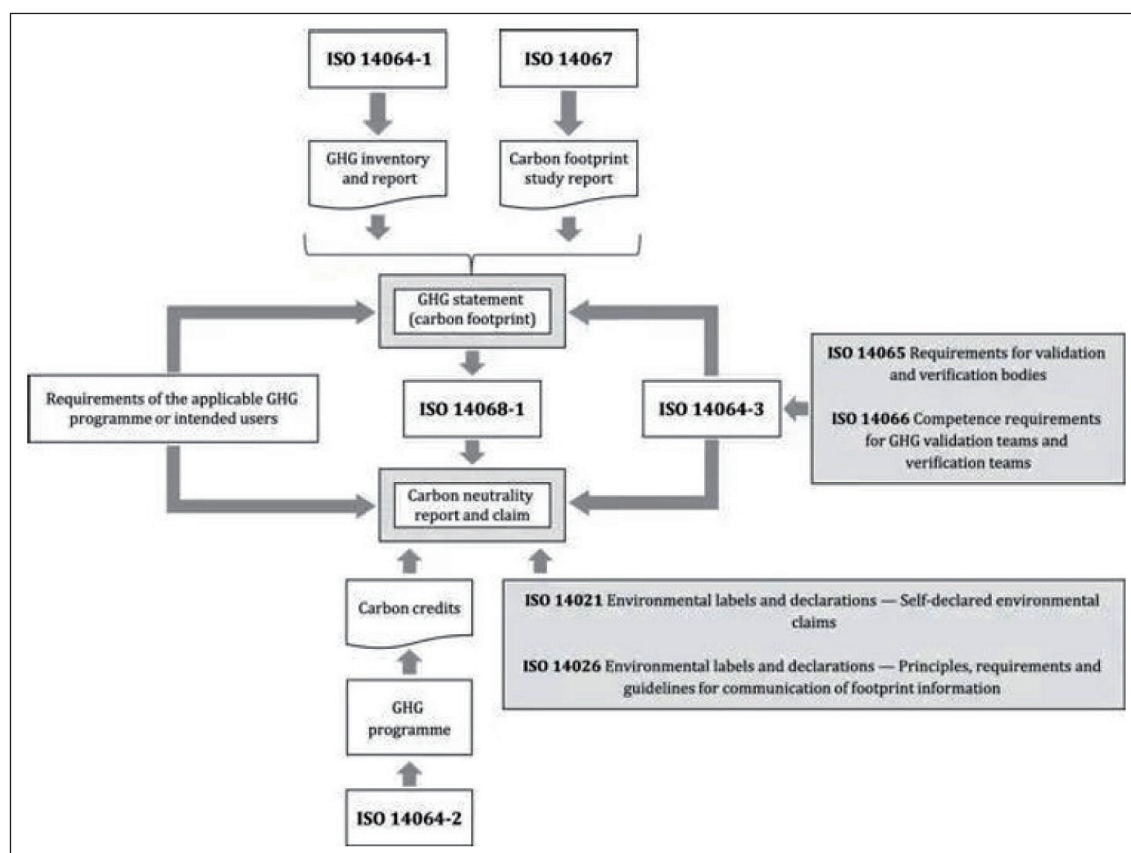 ISO 14064-1
ISO 14067
GHG inventory
and report
Carbon footprint
study report
GHG statement
(carbon footprint)
Requirements of the applicable GHG
programme or intended users
ISO 14068-1
ISO 14064-3
ISO 14065 Requirements for validation
and verification bodies
ISO 14066 Competence requirements
for GHG validation teams and
verification teams
Carbon neutrality
report and claim
Carbon credits
ISO 14021 Environmental labels and declarations — Self-declared environmental
claims
ISO 14026 Environmental labels and declarations — Principles, requirements and
guidelines for communication of footprint information
GHG
programme
ISO 14064-2